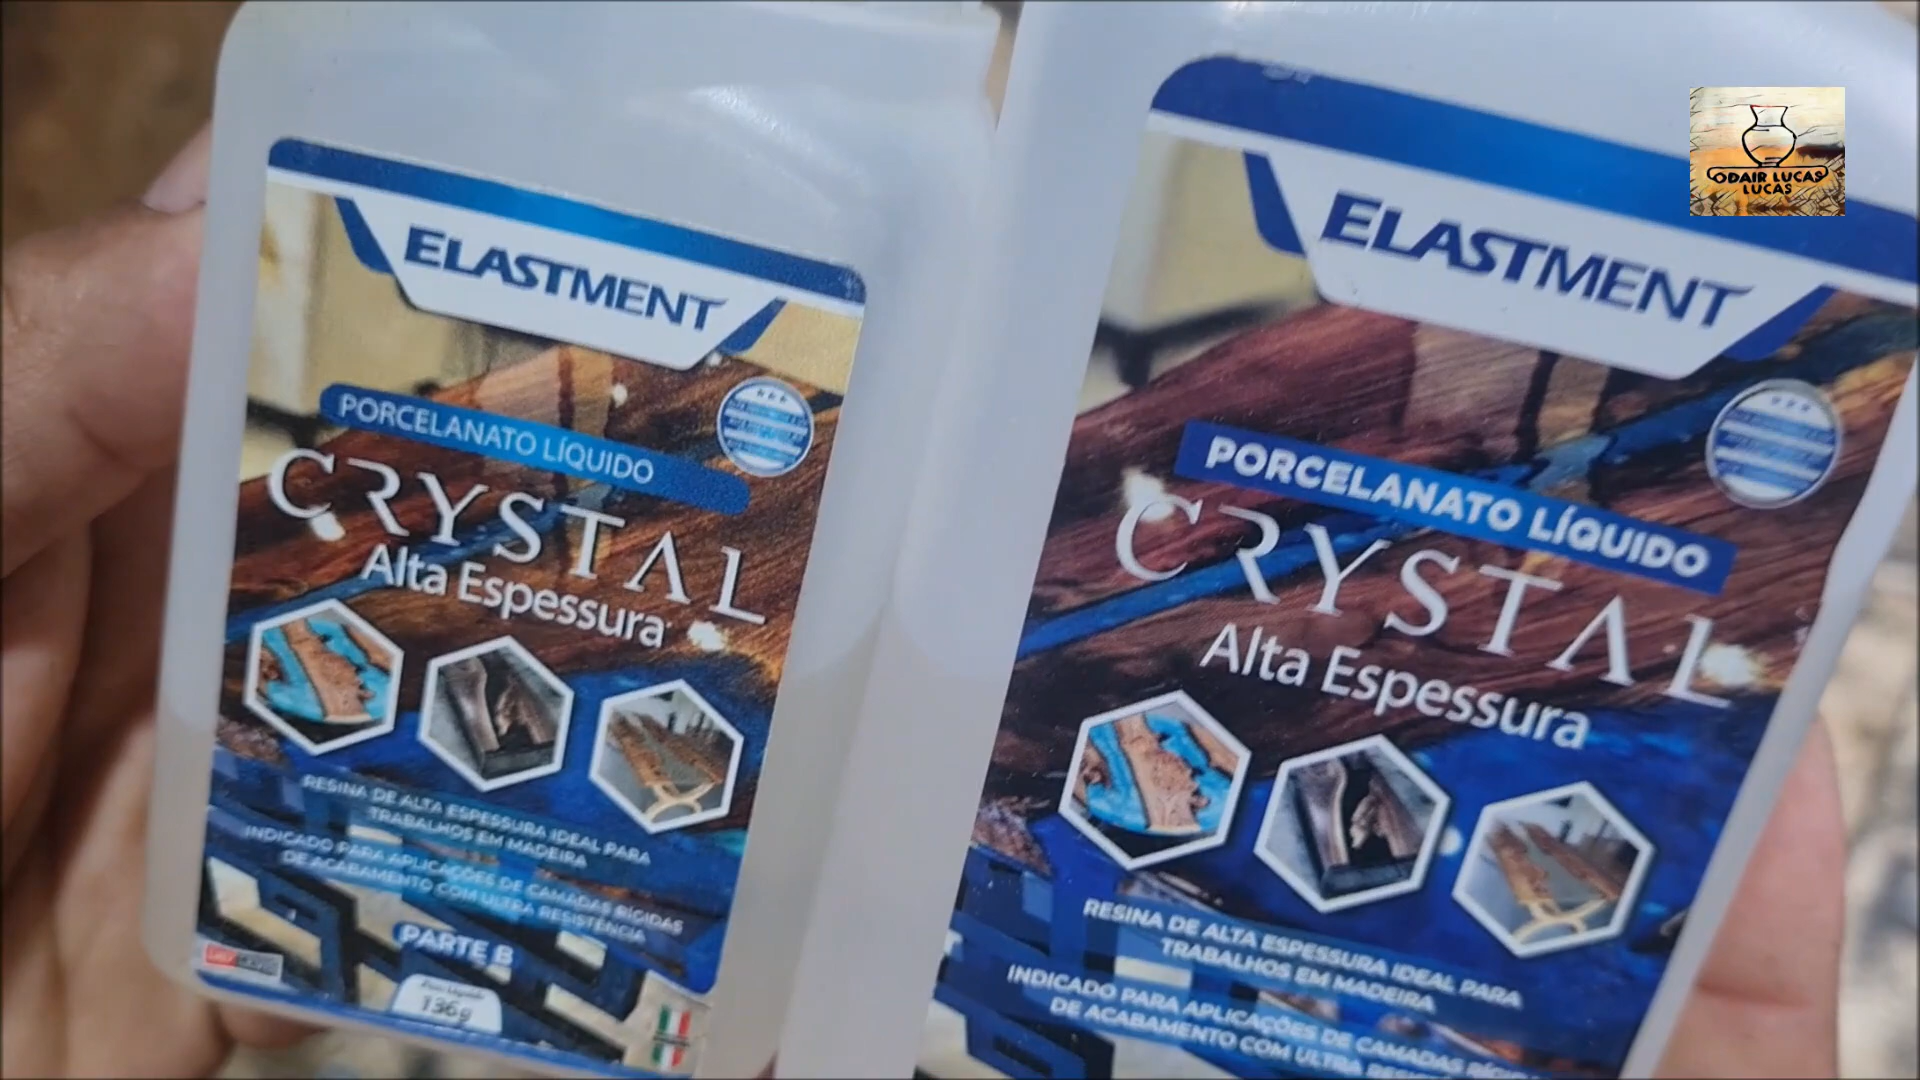 ELASTMENT
PORCELANATO LÍQUIDO
CRYSTAL
Alta Espessura
RESINA DE ALTA ESPESSURA IDEAL PARA
TRABALHOS EM MADEIRA
INDICADO PARA APLICAÇÕES DE CAMADAS RÍGIDAS
DE ACABAMENTO COM ULTRA RESISTÊNCIA
PARTE B
Peso Líquido
136g
ELASTMENT
PORCELANATO LÍQUIDO
CRYSTAL
Alta Espessura
RESINA DE ALTA ESPESSURA IDEAL PARA
TRABALHOS EM MADEIRA
INDICADO PARA APLICAÇÕES DE CAMADAS
DE ACABAMENTO COM ULTRA
ODAIR LUCAS
LUCAS